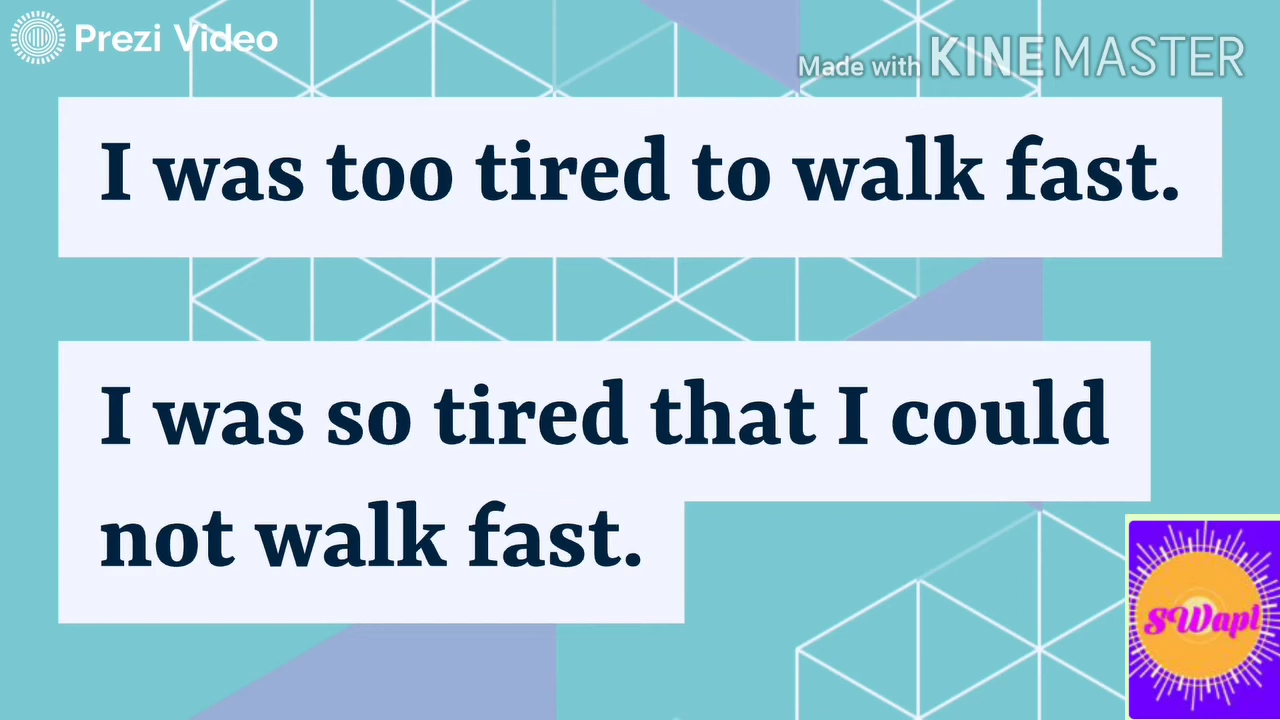 Prezi Video
Made with KINEMASTER
I was too tired to walk fast.
I was so tired that I could
not walk fast.
sWapt